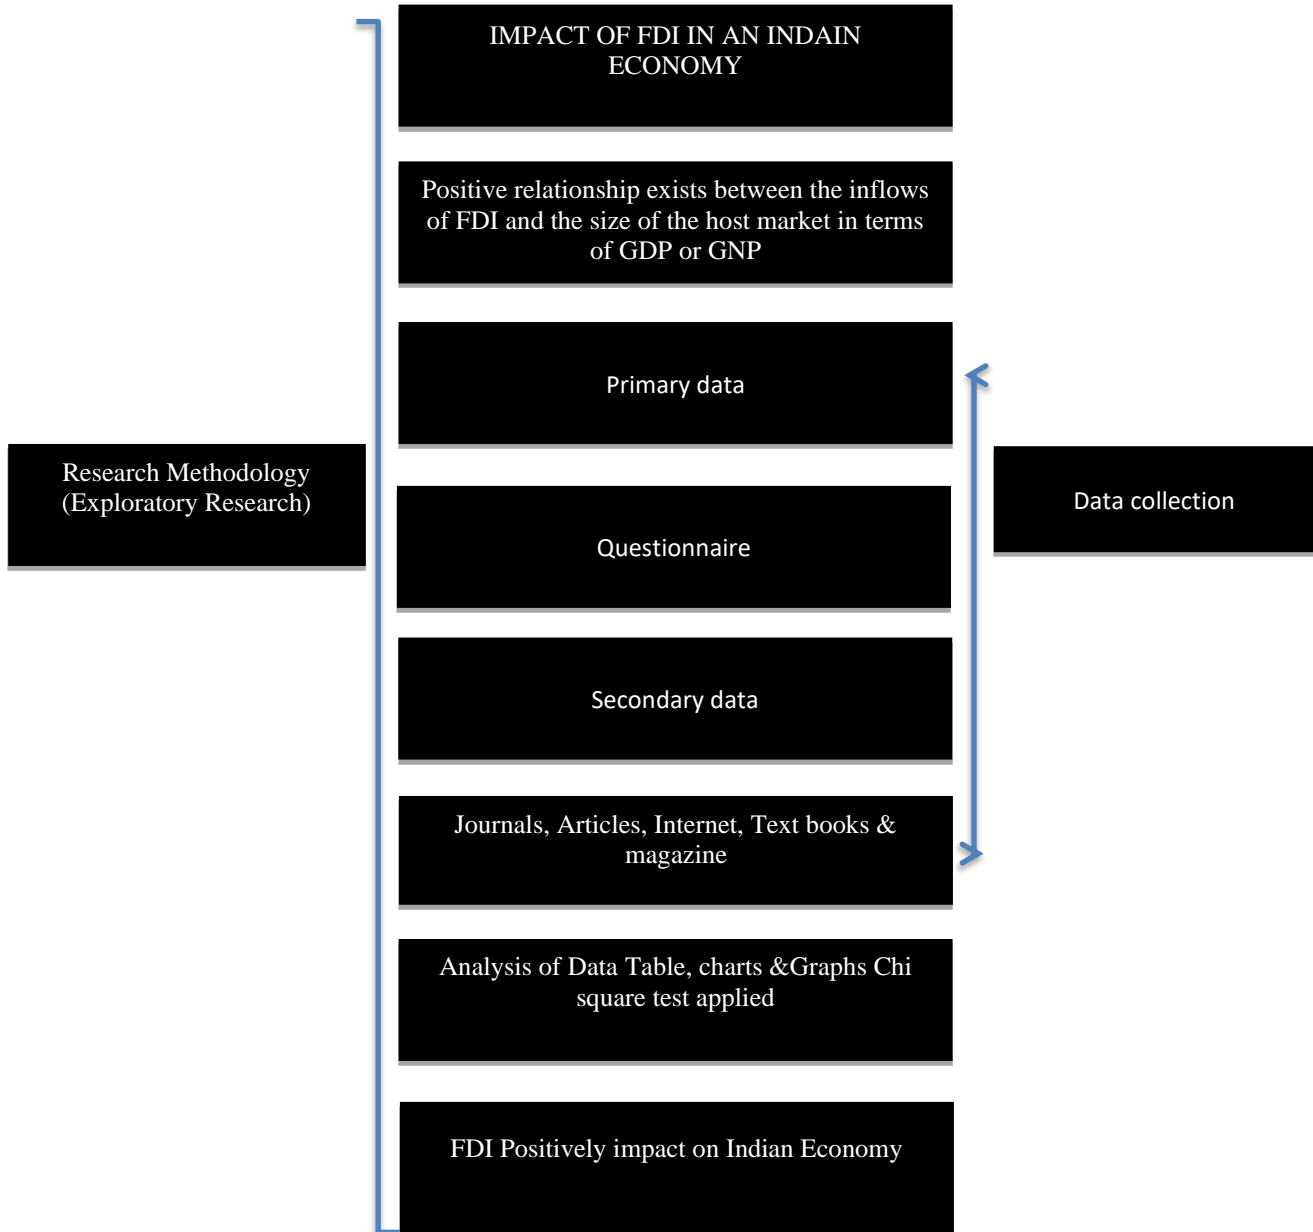 IMPACT OF FDI IN AN INDAIN
ECONOMY
Positive relationship exists between the inflows
of FDI and the size of the host market in terms
of GDP or GNP
Primary data
Research Methodology
(Exploratory Research)
Questionnaire
Data collection
Secondary data
Journals, Articles, Internet, Text books &
magazine
Analysis of Data Table, charts &Graphs Chi
square test applied
FDI Positively impact on Indian Economy